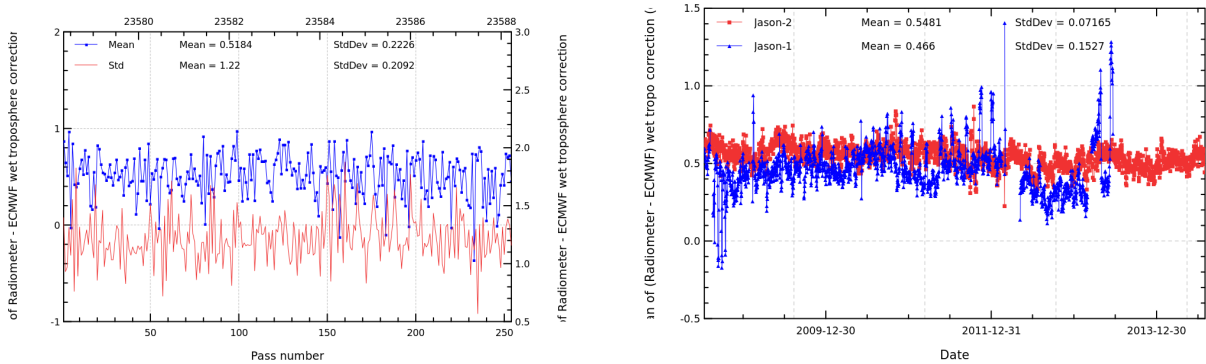 23580 23582 23584 23586 23588
of Radiometer - ECMWF wet troposphere correction
2
1
0
-1
Mean Mean = 0.5184 StdDev = 0.2226
Std Mean = 1.22 StdDev = 0.2092
3.0
2.5
2.0
1.5
1.0
0.5
of Radiometer - ECMWF wet troposphere correction
50 100 150 200 250
Pass number
of (Radiometer - ECMWF) wet tropo correction (
1.5
1.0
0.5
0.0
-0.5
Jason-2 Mean = 0.5481 StdDev = 0.07165
Jason-1 Mean = 0.466 StdDev = 0.1527
2009-12-30 2011-12-31 2013-12-30
Date